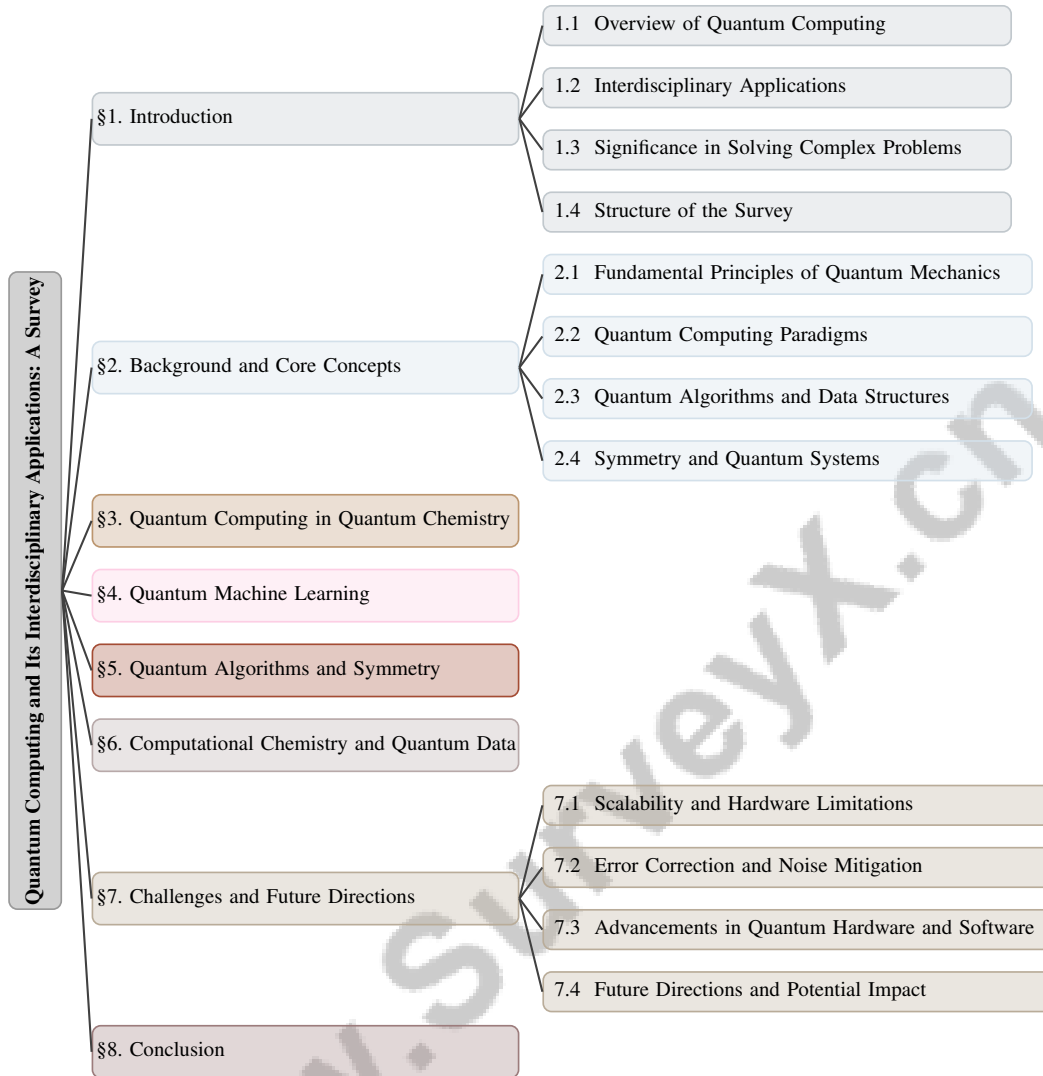 Quantum Computing and Its Interdisciplinary Applications: A Survey
§1. Introduction
1.1 Overview of Quantum Computing
1.2 Interdisciplinary Applications
1.3 Significance in Solving Complex Problems
1.4 Structure of the Survey
§2. Background and Core Concepts
2.1 Fundamental Principles of Quantum Mechanics
2.2 Quantum Computing Paradigms
2.3 Quantum Algorithms and Data Structures
2.4 Symmetry and Quantum Systems
§3. Quantum Computing in Quantum Chemistry
§4. Quantum Machine Learning
§5. Quantum Algorithms and Symmetry
§6. Computational Chemistry and Quantum Data
§7. Challenges and Future Directions
7.1 Scalability and Hardware Limitations
7.2 Error Correction and Noise Mitigation
7.3 Advancements in Quantum Hardware and Software
7.4 Future Directions and Potential Impact
§8. Conclusion
w.SurveyX.cn